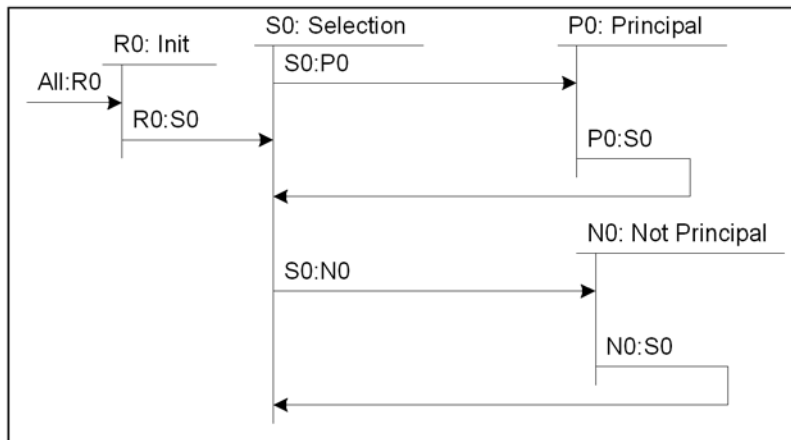 S0: Selection
P0: Principal
R0: Init
S0:P0
All:R0
R0:S0
P0:S0
N0: Not Principal
S0:N0
N0:S0